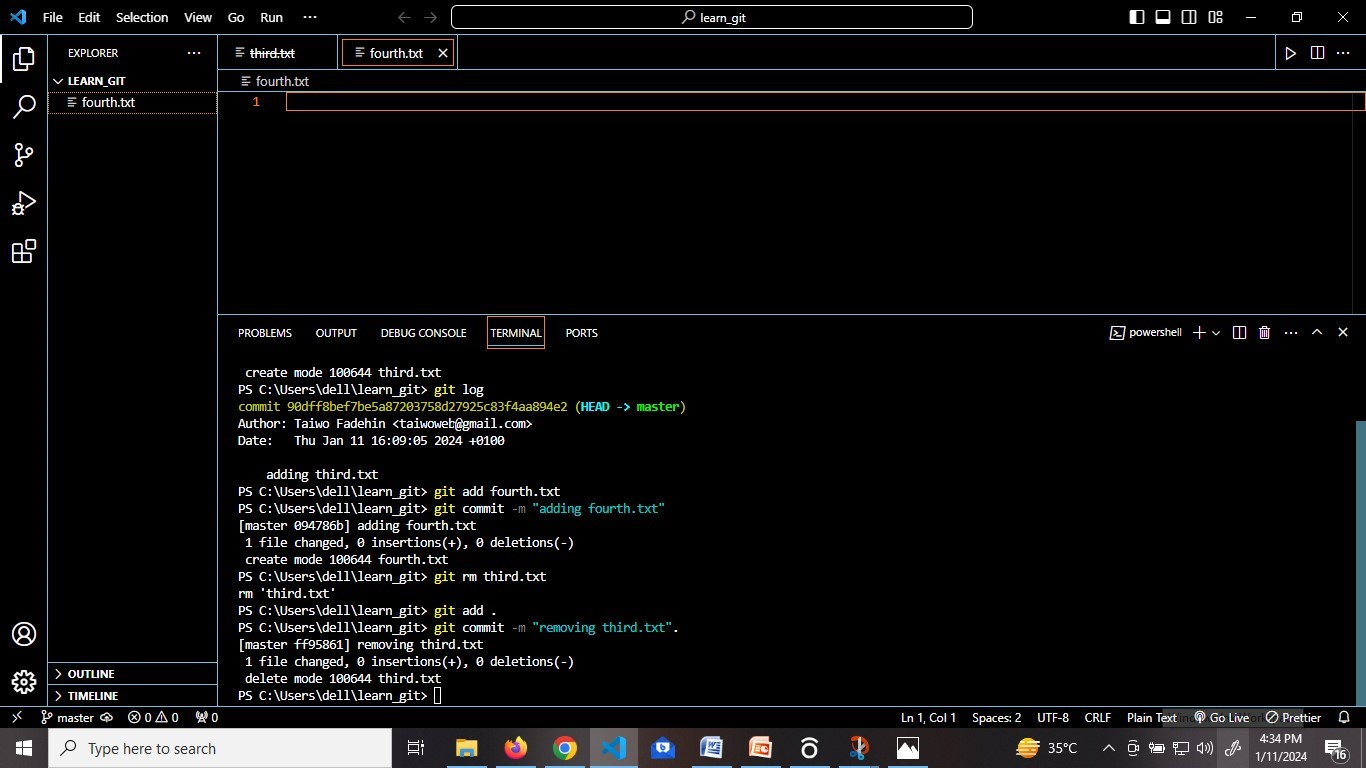 File Edit Selection View Go Run ··· learn_git
EXPLORER ···
third.txt
fourth.txt
LEARN_GIT
fourth.txt
fourth.txt
1
PROBLEMS OUTPUT DEBUG CONSOLE TERMINAL PORTS
powershell
create mode 100644 third.txt
PS C:\Users\dell\learn_git> git log
commit 90dff8bef7be5a87203758d27925c83f4aa894e2 (HEAD -> master)
Author: Taiwo Fadehin <taiwoweb@gmail.com>
Date:   Thu Jan 11 16:09:05 2024 +0100
adding third.txt
PS C:\Users\dell\learn_git> git add fourth.txt
PS C:\Users\dell\learn_git> git commit -m "adding fourth.txt"
[master 094786b] adding fourth.txt
1 file changed, 0 insertions(+), 0 deletions(-)
create mode 100644 fourth.txt
PS C:\Users\dell\learn_git> git rm third.txt
rm 'third.txt'
PS C:\Users\dell\learn_git> git add .
PS C:\Users\dell\learn_git> git commit -m "removing third.txt".
[master ff95861] removing third.txt
1 file changed, 0 insertions(+), 0 deletions(-)
delete mode 100644 third.txt
PS C:\Users\dell\learn_git>
OUTLINE
TIMELINE
master 0 0 0 Ln 1, Col 1 Spaces: 2 UTF-8 CRLF Plain Text Go Live Prettier
Type here to search
35°C
4:34 PM
1/11/2024
16